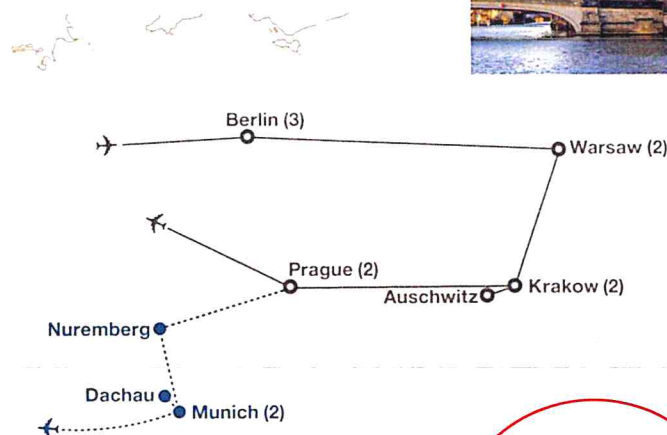 Berlin (3)
Warsaw (2)
Prague (2)
Auschwitz
Krakow (2)
Nuremberg
Dachau
Munich (2)